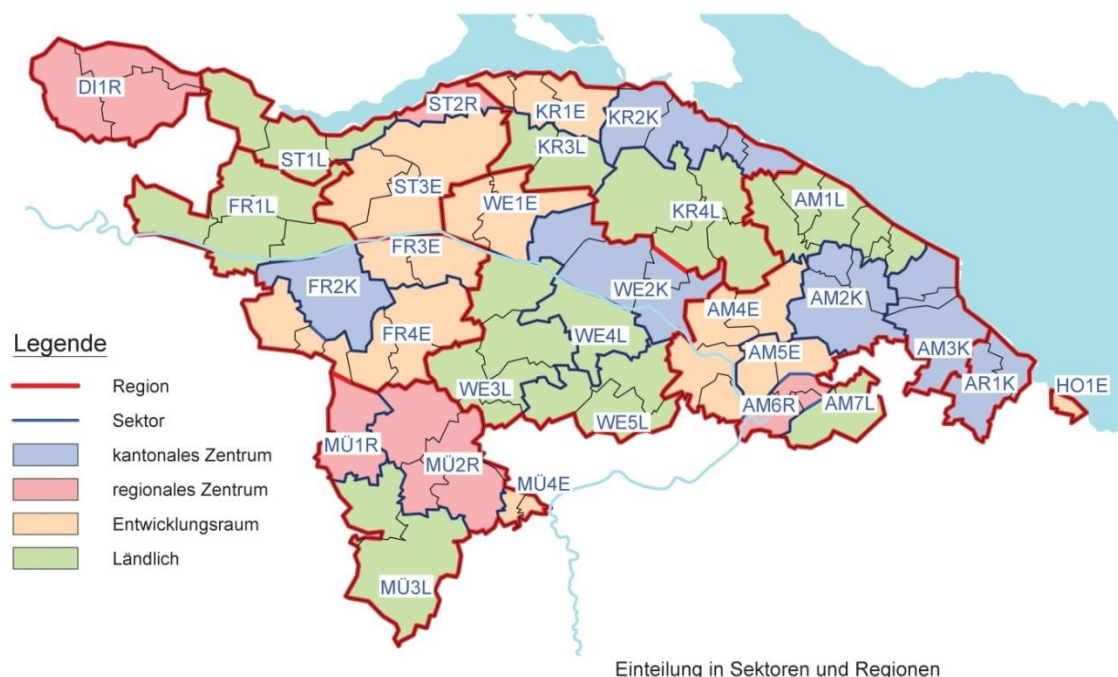 DI1R
ST2R
KR1E
KR2K
ST1L
KR3L
ST3E
FR1L
WE1E
KR4L
AM1L
FR3E
FR2K
WE2K
AM4E
AM2K
FR4E
WE4L
AM5E
AM3K
WE3L
AR1K
HO1E
AM6R
AM7L
WE5L
MÜ1R
MÜ2R
MÜ4E
MÜ3L
Legende
Region
Sektor
kantonales Zentrum
regionales Zentrum
Entwicklungsraum
Ländlich
Einteilung in Sektoren und Regionen